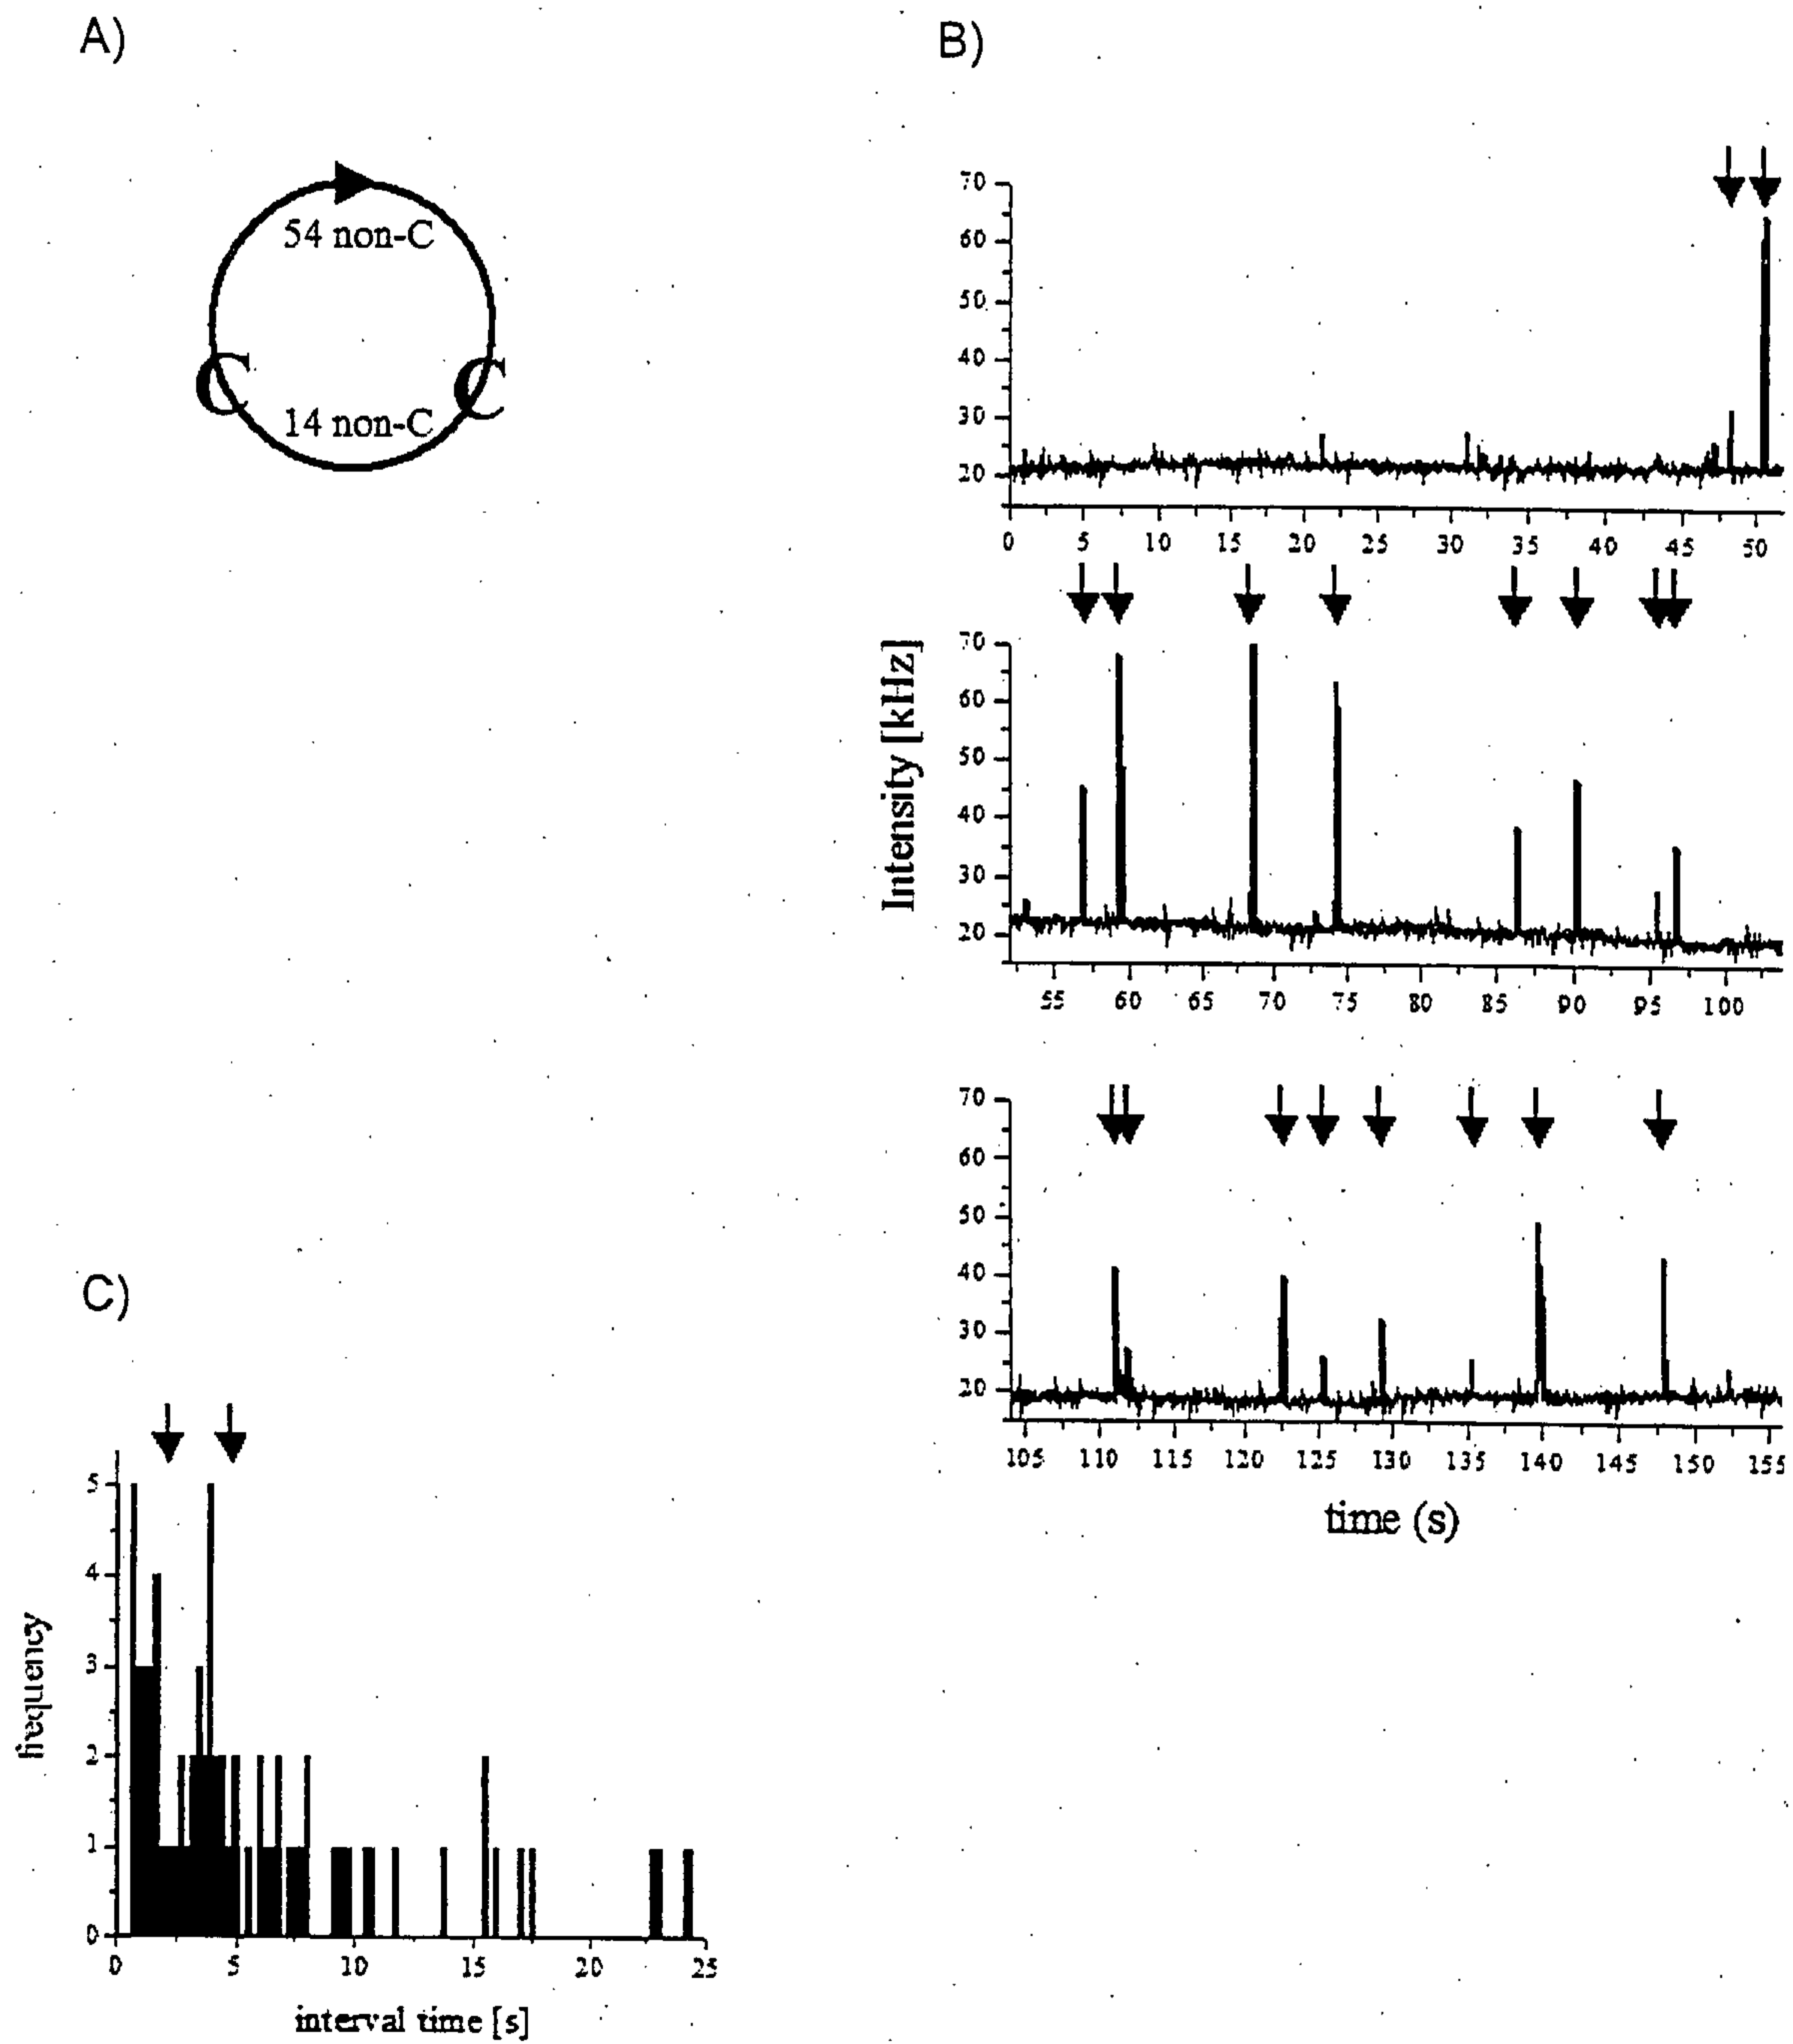 A)
54 non-C
C C
14 non-C
B)
Intensity [kHz]
70
60
50
40
30
20
0 5 10 15 20 25 30 35 40 45 50
70
60
50
40
30
20
55 60 65 70 75 80 85 90 95 100
70
60
50
40
30
20
105 110 115 120 125 130 135 140 145 150 155
time (s)
C)
frequency
5
4
3
2
1
0
0 5 10 15 20 25
interval time [s]